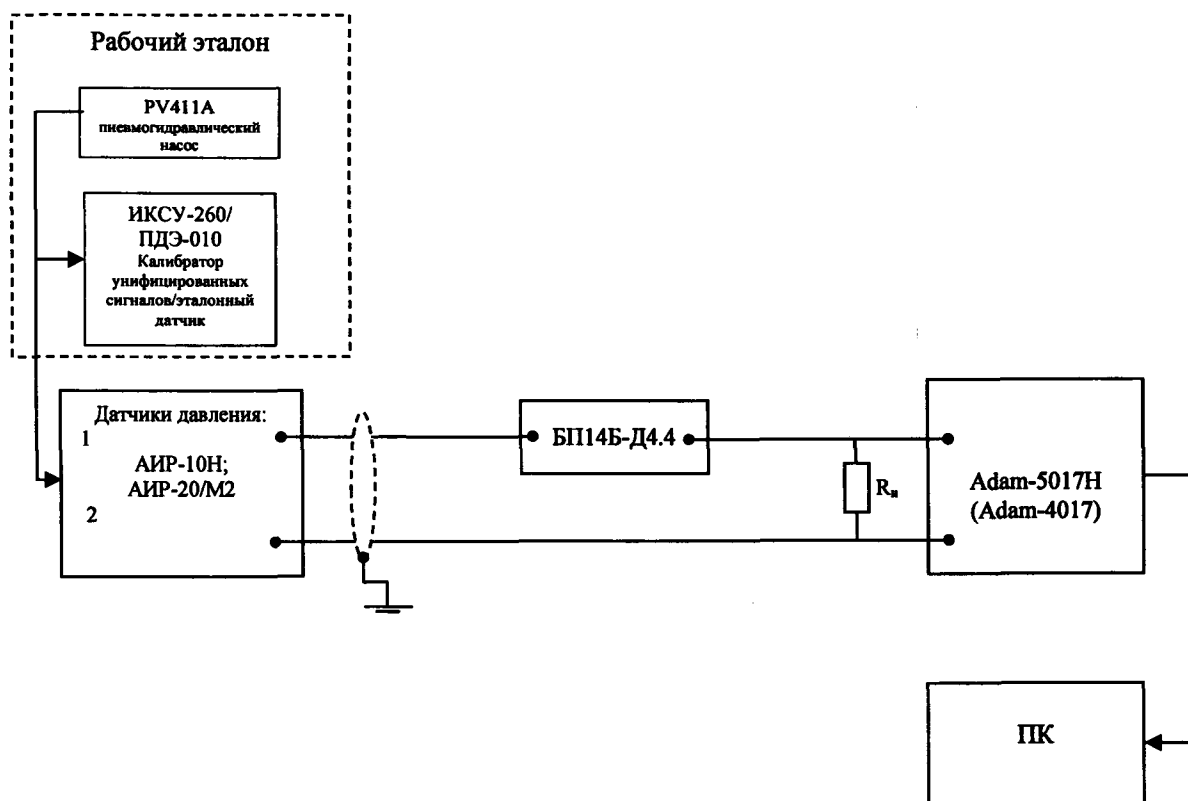 Рабочий эталон
PV411A
пневмогидравлический
насос
ИКСУ-260/
ПДЭ-010
Калибратор
унифицированных
сигналов/эталонный
датчик
Датчики давления:
1
АИР-10Н;
АИР-20/М2
2
БП14Б-Д4.4
Rн
Adam-5017H
(Adam-4017)
ПК